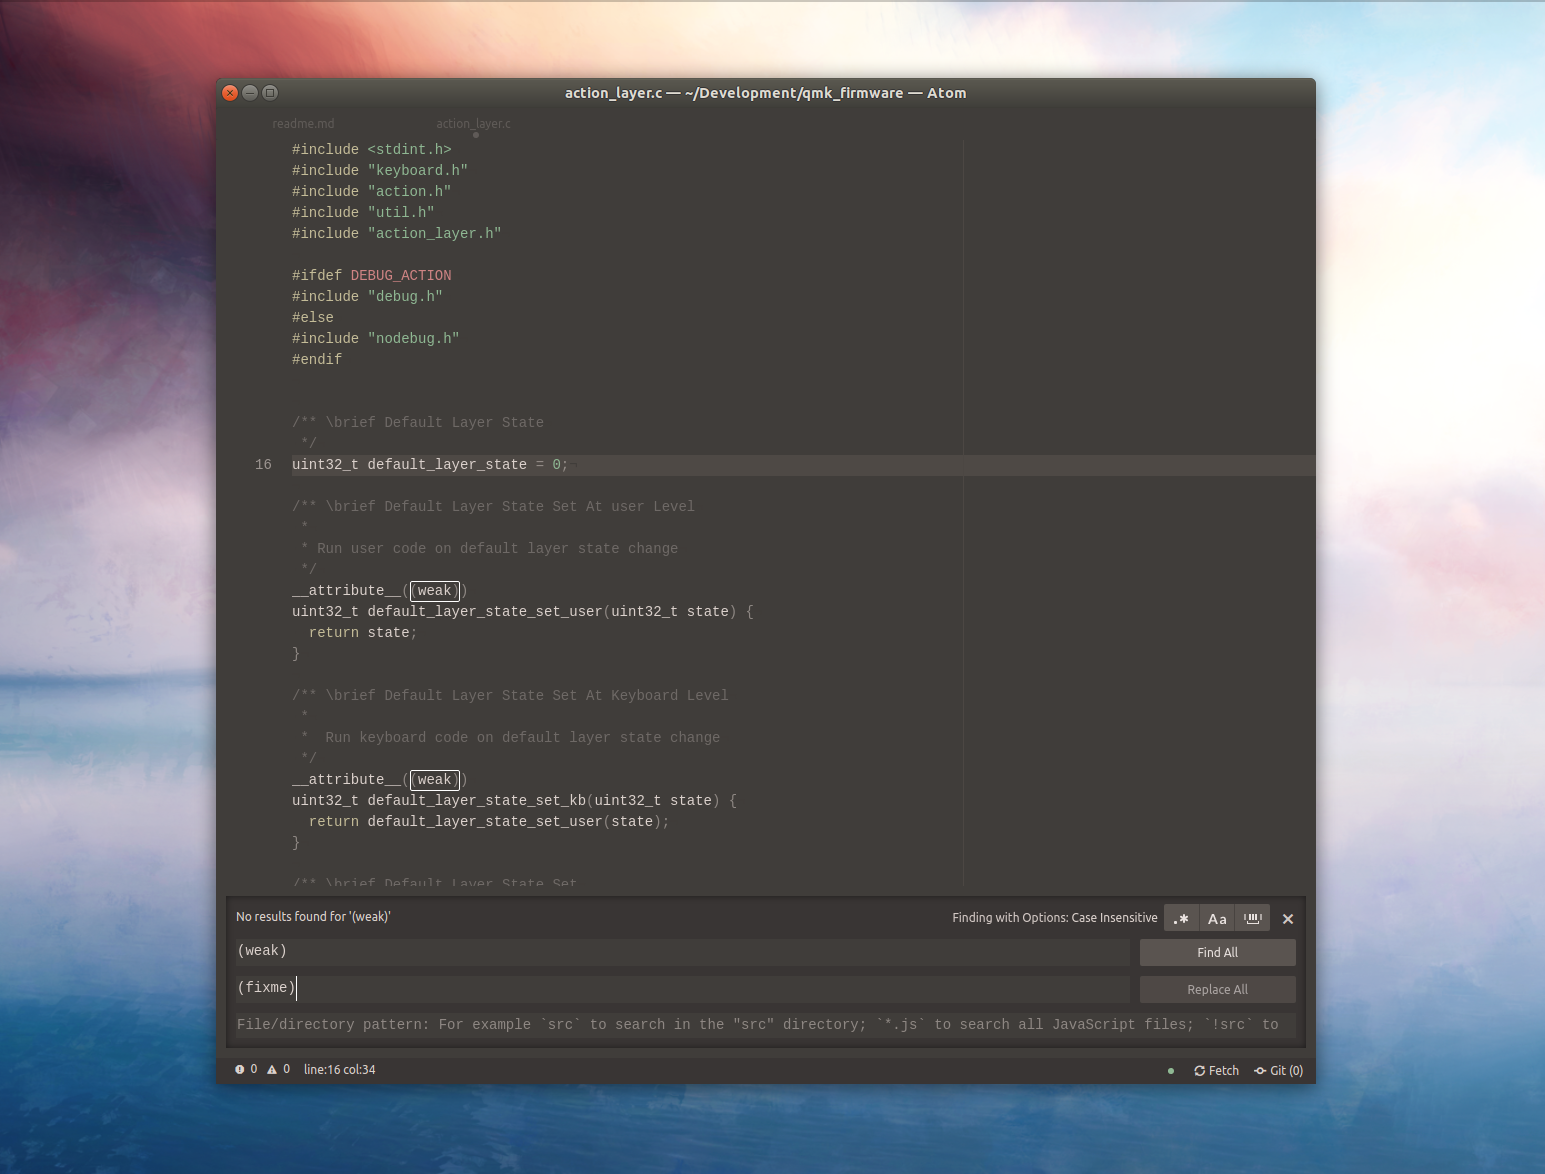 action_layer.c — ~/Development/qmk_firmware — Atom
readme.md action_layer.c
#include <stdint.h>
#include "keyboard.h"
#include "action.h"
#include "util.h"
#include "action_layer.h"
#ifdef DEBUG_ACTION
#include "debug.h"
#else
#include "nodebug.h"
#endif
/** \brief Default Layer State
 */
16 uint32_t default_layer_state = 0;¬
/** \brief Default Layer State Set At user Level
 *
 * Run user code on default layer state change
 */
__attribute__((weak))
uint32_t default_layer_state_set_user(uint32_t state) {
  return state;
}
/** \brief Default Layer State Set At Keyboard Level
 *
 *  Run keyboard code on default layer state change
 */
__attribute__((weak))
uint32_t default_layer_state_set_kb(uint32_t state) {
  return default_layer_state_set_user(state);
}
/** \brief Default Layer State Set
No results found for '(weak)' Finding with Options: Case Insensitive .* Aa
(weak) Find All
(fixme) Replace All
File/directory pattern: For example `src` to search in the "src" directory; `*.js` to search all JavaScript files; `!src` to
0 0 line:16 col:34 Fetch Git (0)